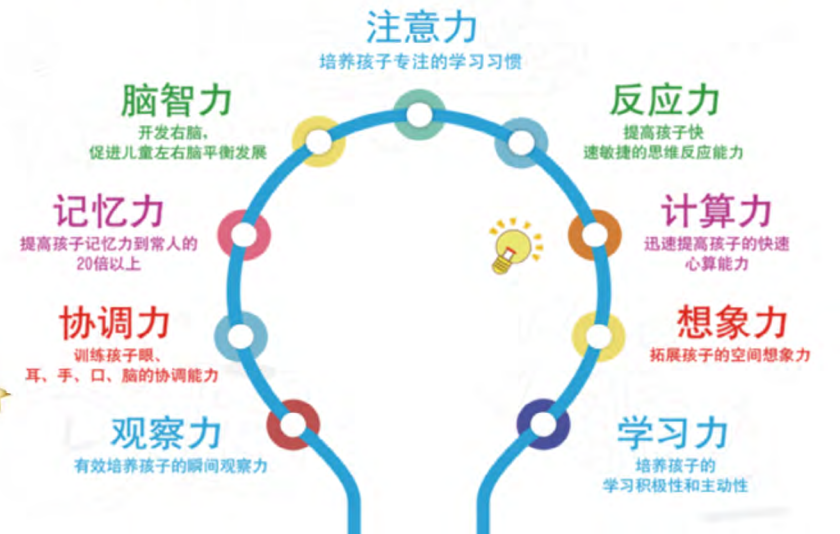 注意力
培养孩子专注的学习习惯
脑智力
开发右脑，
促进儿童左右脑平衡发展
反应力
提高孩子快
速敏捷的思维反应能力
记忆力
提高孩子记忆力到常人的
20倍以上
计算力
迅速提高孩子的快速
心算能力
协调力
训练孩子眼、
耳、手、口、脑的协调能力
想象力
拓展孩子的空间想象力
观察力
有效培养孩子的瞬间观察力
学习力
培养孩子的
学习积极性和主动性